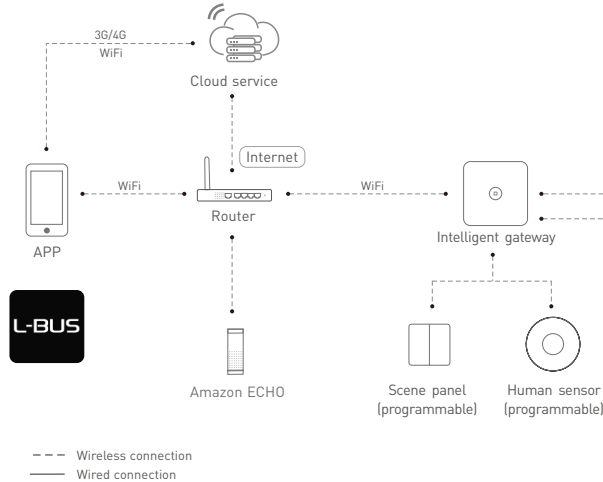 3G/4G
WiFi
Cloud service
Internet
WiFi
WiFi
Router
APP
Intelligent gateway
L-BUS
Amazon ECHO
Scene panel
(programmable)
Human sensor
(programmable)
Wireless connection
Wired connection